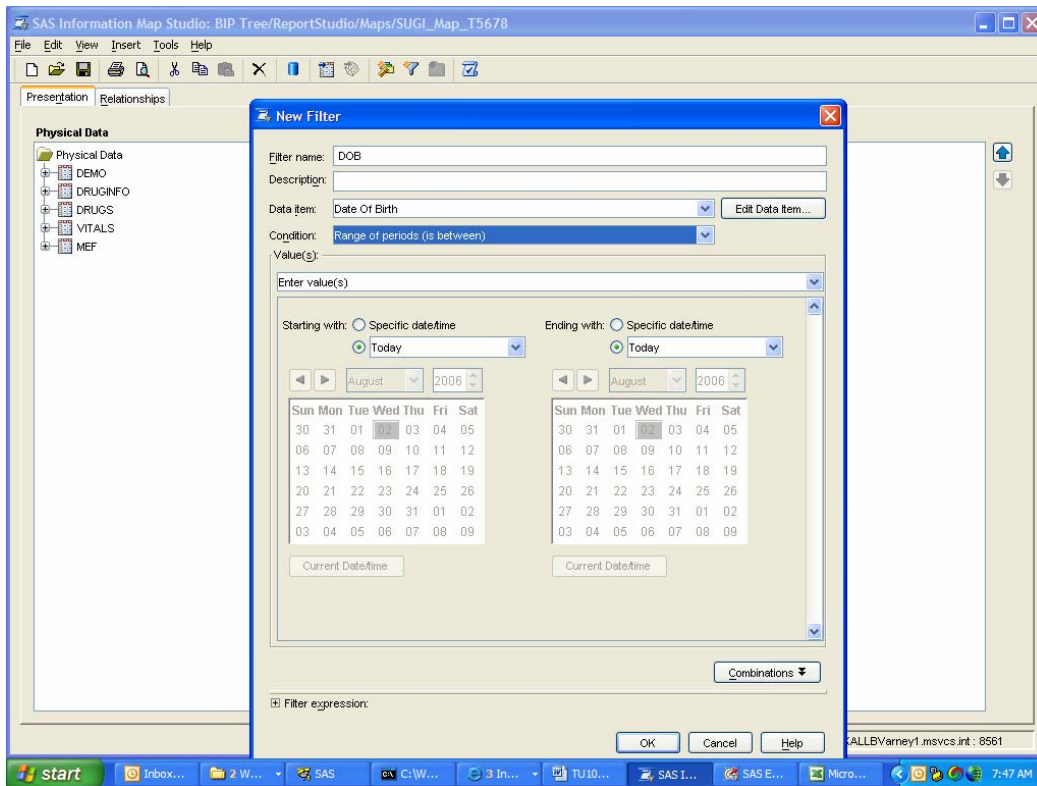 SAS Information Map Studio: BIP Tree/ReportStudio/Maps/SUGI_Map_T5678
File Edit View Insert Tools Help
Presentation Relationships
Physical Data
Physical Data
DEMO
DRUGINFO
DRUGS
VITALS
MEF
New Filter
Filter name: DOB
Description:
Data item: Date Of Birth Edit Data Item...
Condition: Range of periods (is between)
Value(s):
Enter value(s)
Starting with: Specific date/time
Today
August 2006
Sun Mon Tue Wed Thu Fri Sat
30 31 01 02 03 04 05
06 07 08 09 10 11 12
13 14 15 16 17 18 19
20 21 22 23 24 25 26
27 28 29 30 31 01 02
03 04 05 06 07 08 09
Current Date/time
Ending with: Specific date/time
Today
August 2006
Sun Mon Tue Wed Thu Fri Sat
30 31 01 02 03 04 05
06 07 08 09 10 11 12
13 14 15 16 17 18 19
20 21 22 23 24 25 26
27 28 29 30 31 01 02
03 04 05 06 07 08 09
Current Date/time
Combinations
Filter expression:
OK Cancel Help
KALLBVarney1.msvcs.int : 8561
start Inbox... 2 W... SAS C:\W... 3 In... TU10... SAS I... SAS E... Micro... 7:47 AM